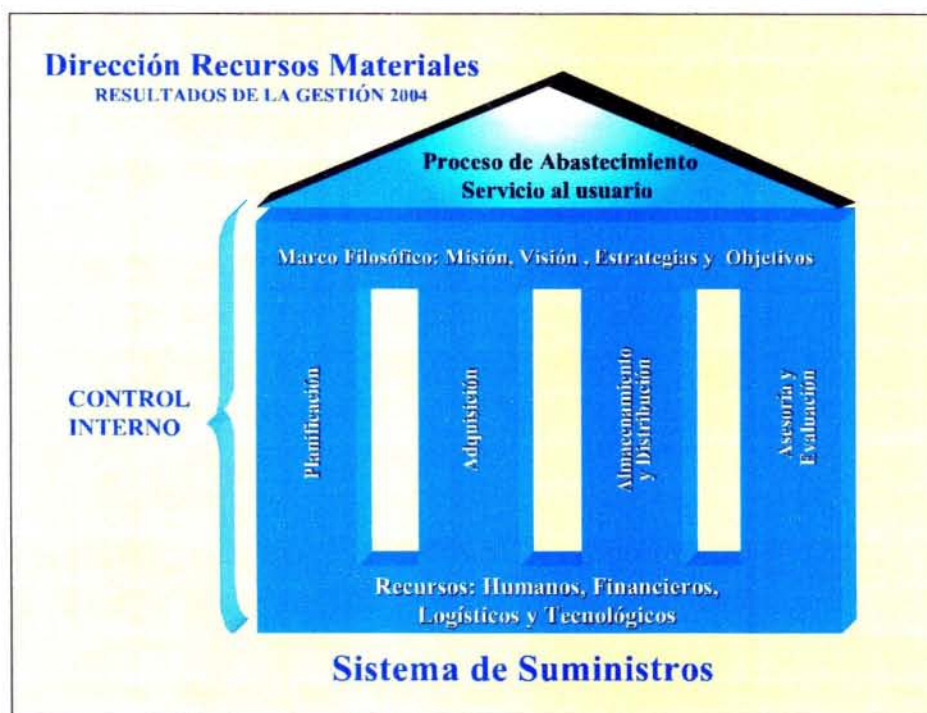 Dirección Recursos Materiales
RESULTADOS DE LA GESTIÓN 2004
Proceso de Abastecimiento
Servicio al usuario
Marco Filosófico: Misión, Visión , Estrategias y Objetivos
CONTROL
INTERNO
Planificación
Adquisición
Almacenamiento
y Distribución
Asesoría y
Evaluación
Recursos: Humanos, Financieros,
Logísticos y Tecnológicos
Sistema de Suministros